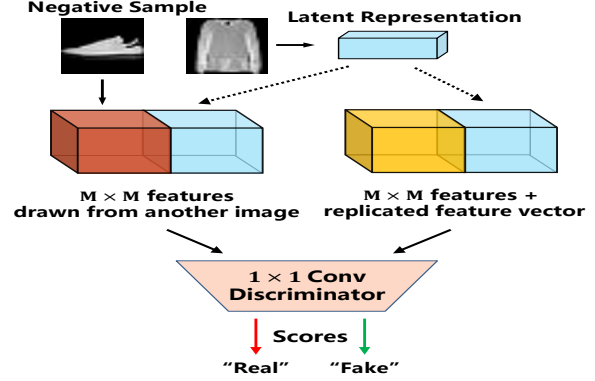 Negative Sample
Latent Representation
M × M features
drawn from another image
M × M features +
replicated feature vector
1 × 1 Conv
Discriminator
Scores
“Real”
“Fake”